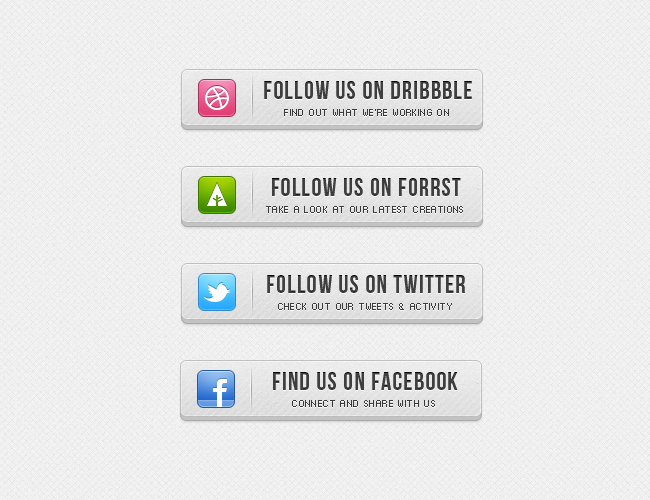 FOLLOW US ON DRIBBBLE
FIND OUT WHAT WE'RE WORKING ON
FOLLOW US ON FORRST
TAKE A LOOK AT OUR LATEST CREATIONS
FOLLOW US ON TWITTER
CHECK OUT OUR TWEETS & ACTIVITY
FIND US ON FACEBOOK
CONNECT AND SHARE WITH US